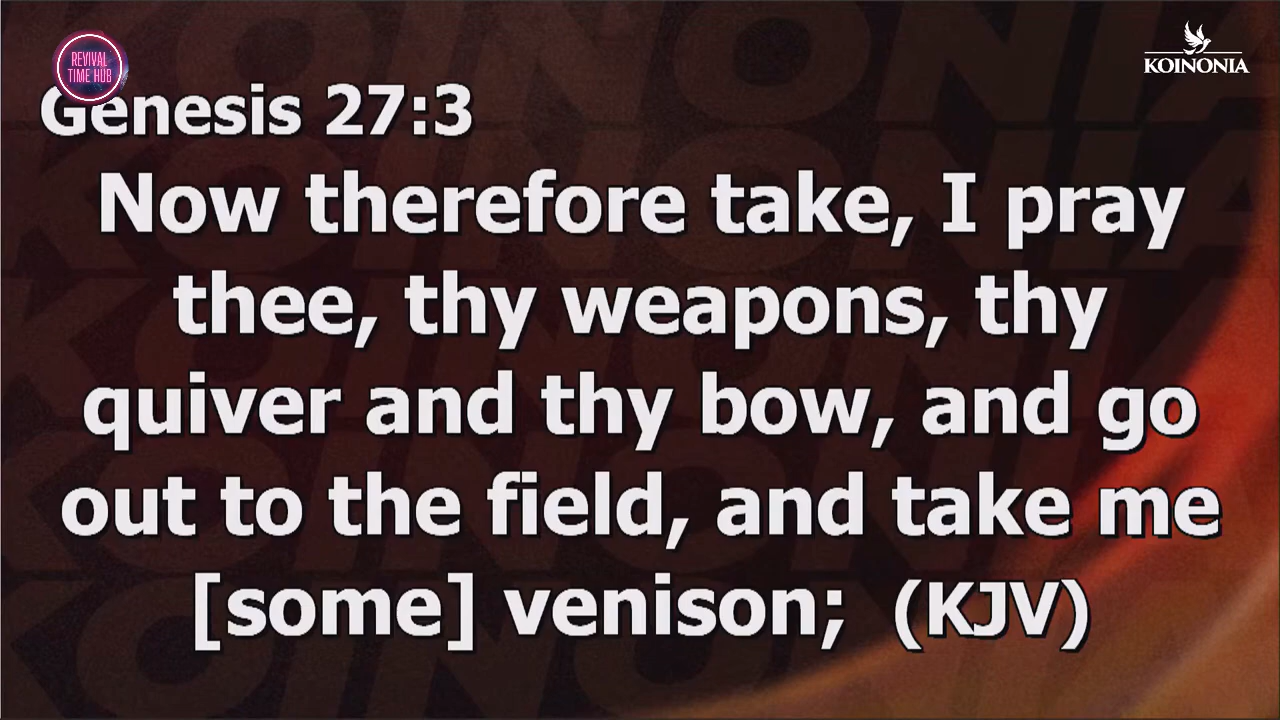 REVIVAL
TIME HUB
KOINONIA
Genesis 27:3
Now therefore take, I pray
thee, thy weapons, thy
quiver and thy bow, and go
out to the field, and take me
[some] venison; (KJV)